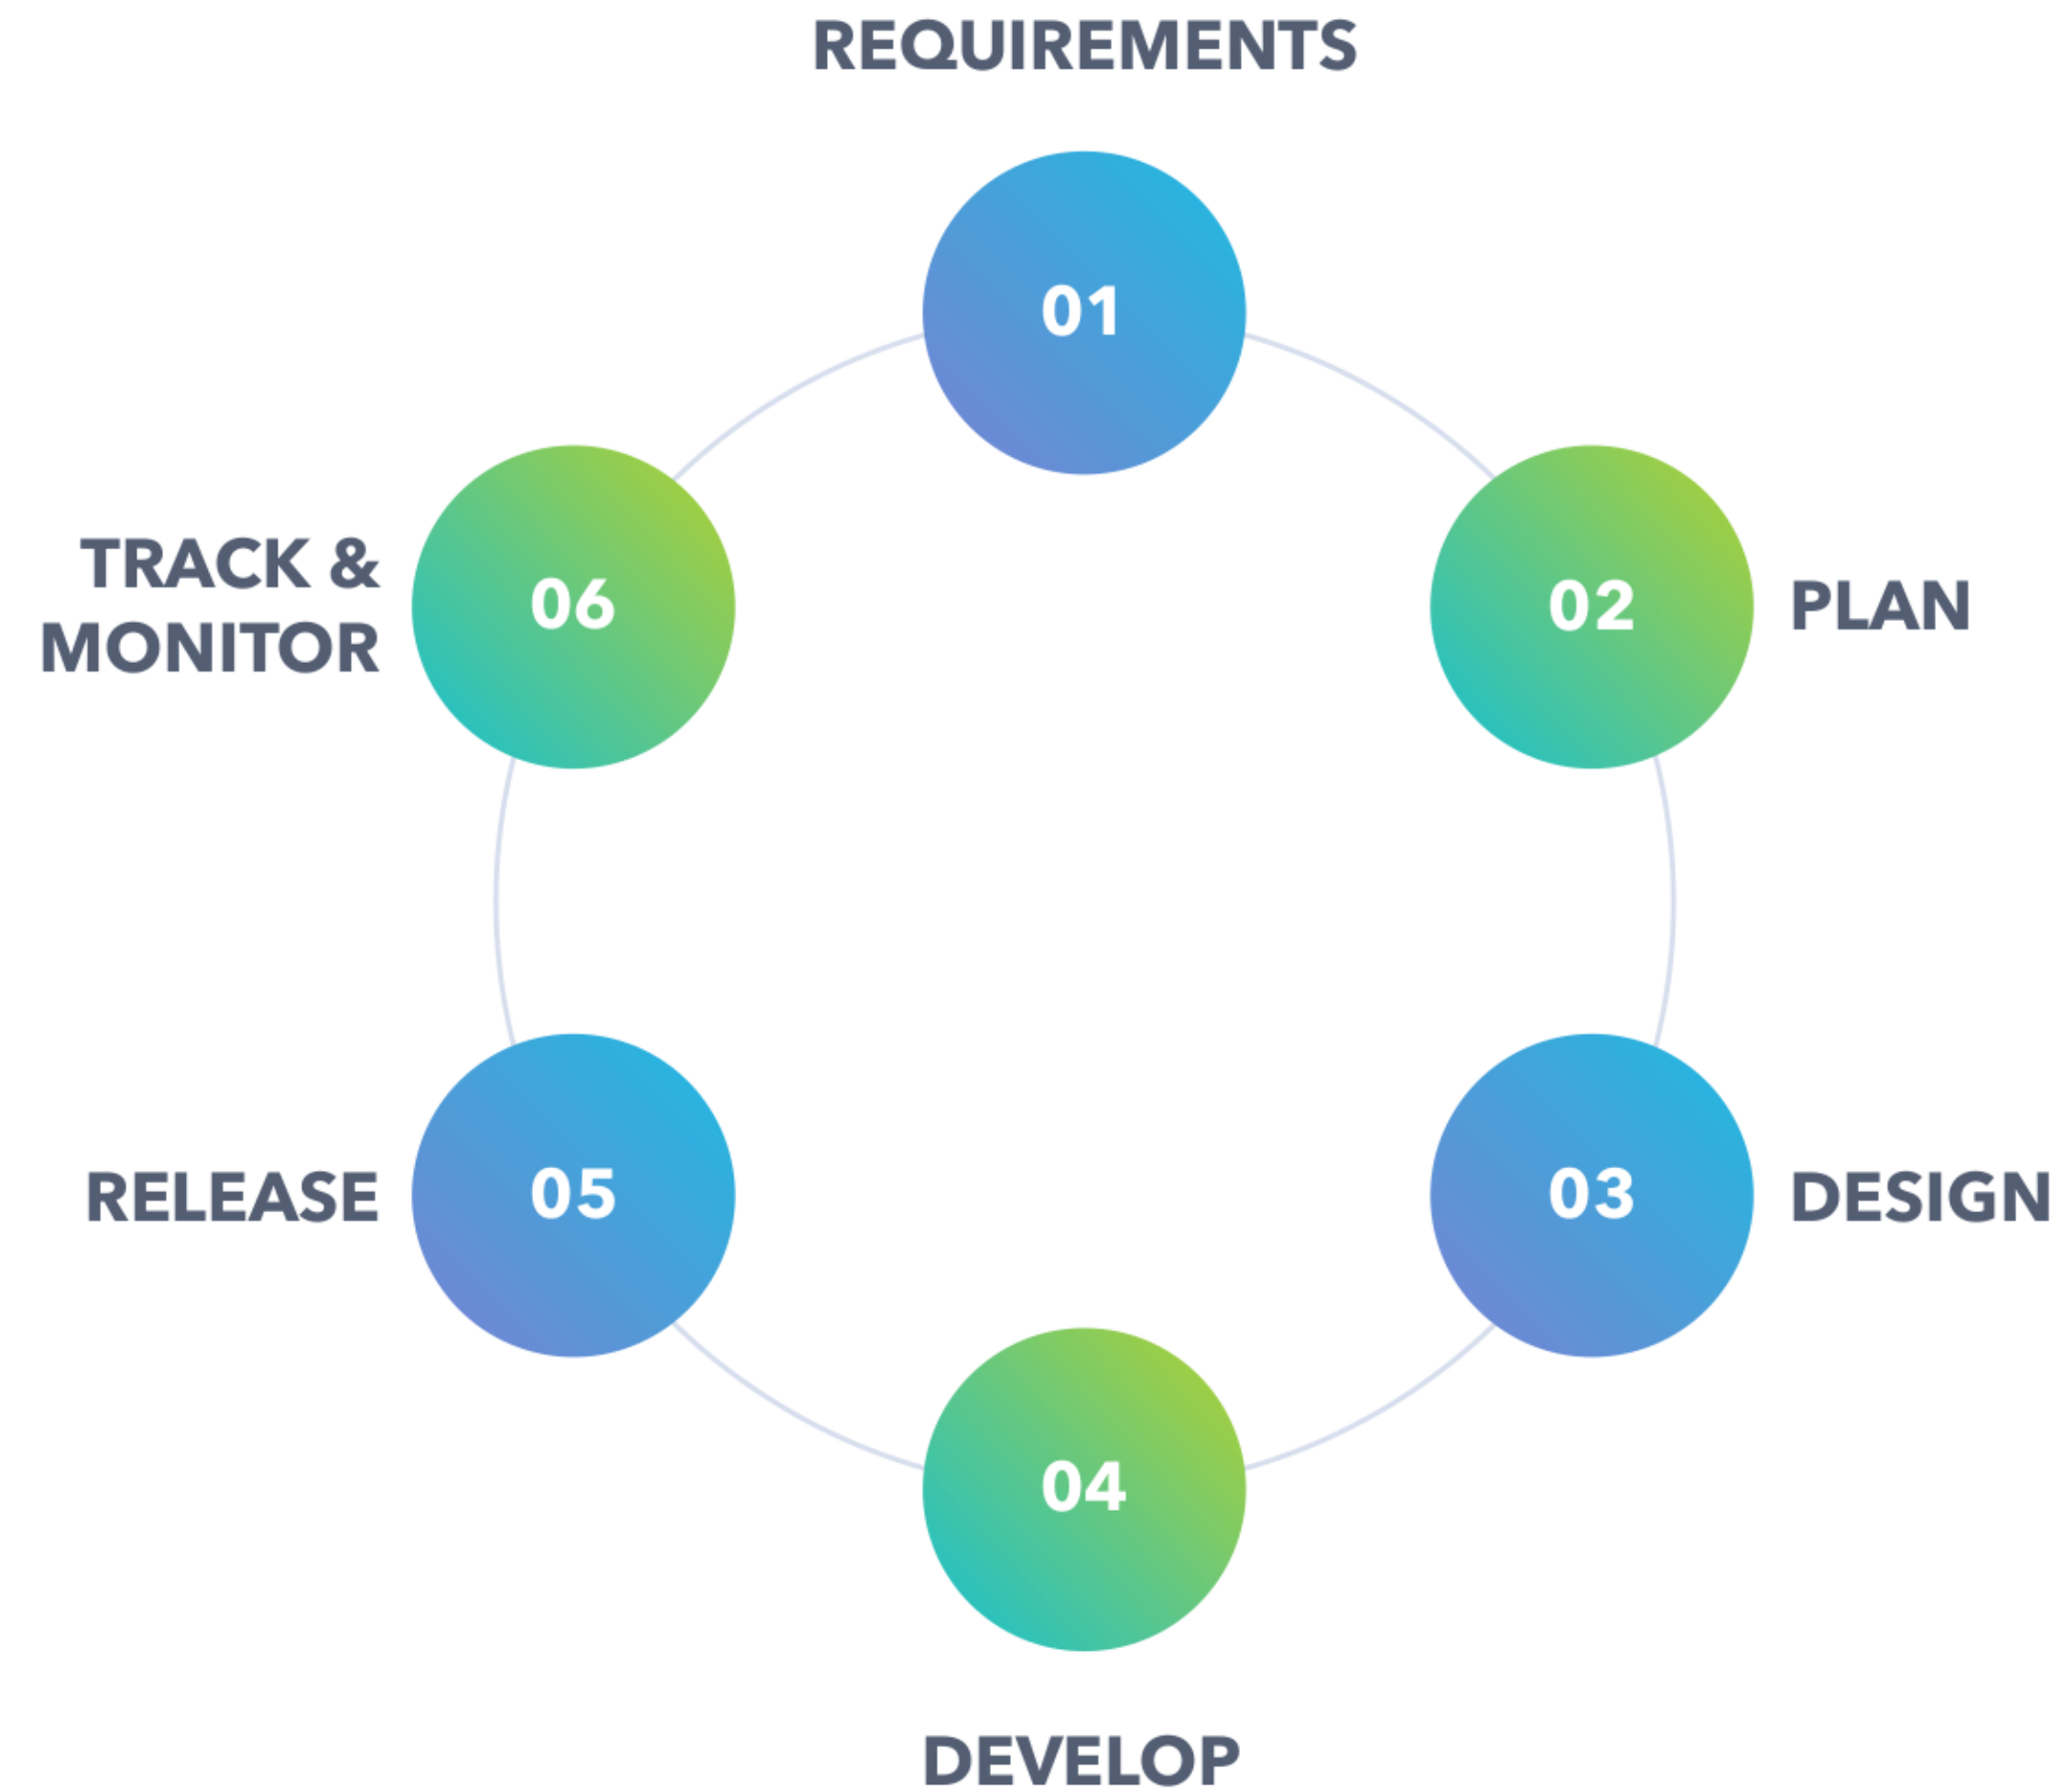 REQUIREMENTS
01
02
PLAN
03
DESIGN
04
DEVELOP
05
RELEASE
06
TRACK &
MONITOR